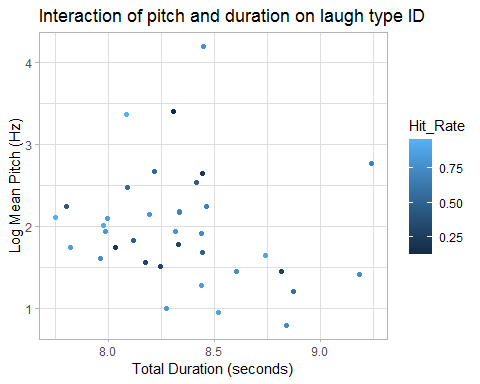 Interaction of pitch and duration on laugh type ID
Log Mean Pitch (Hz)
4
3
2
1
8.0 8.5 9.0
Total Duration (seconds)
Hit_Rate
0.75
0.50
0.25